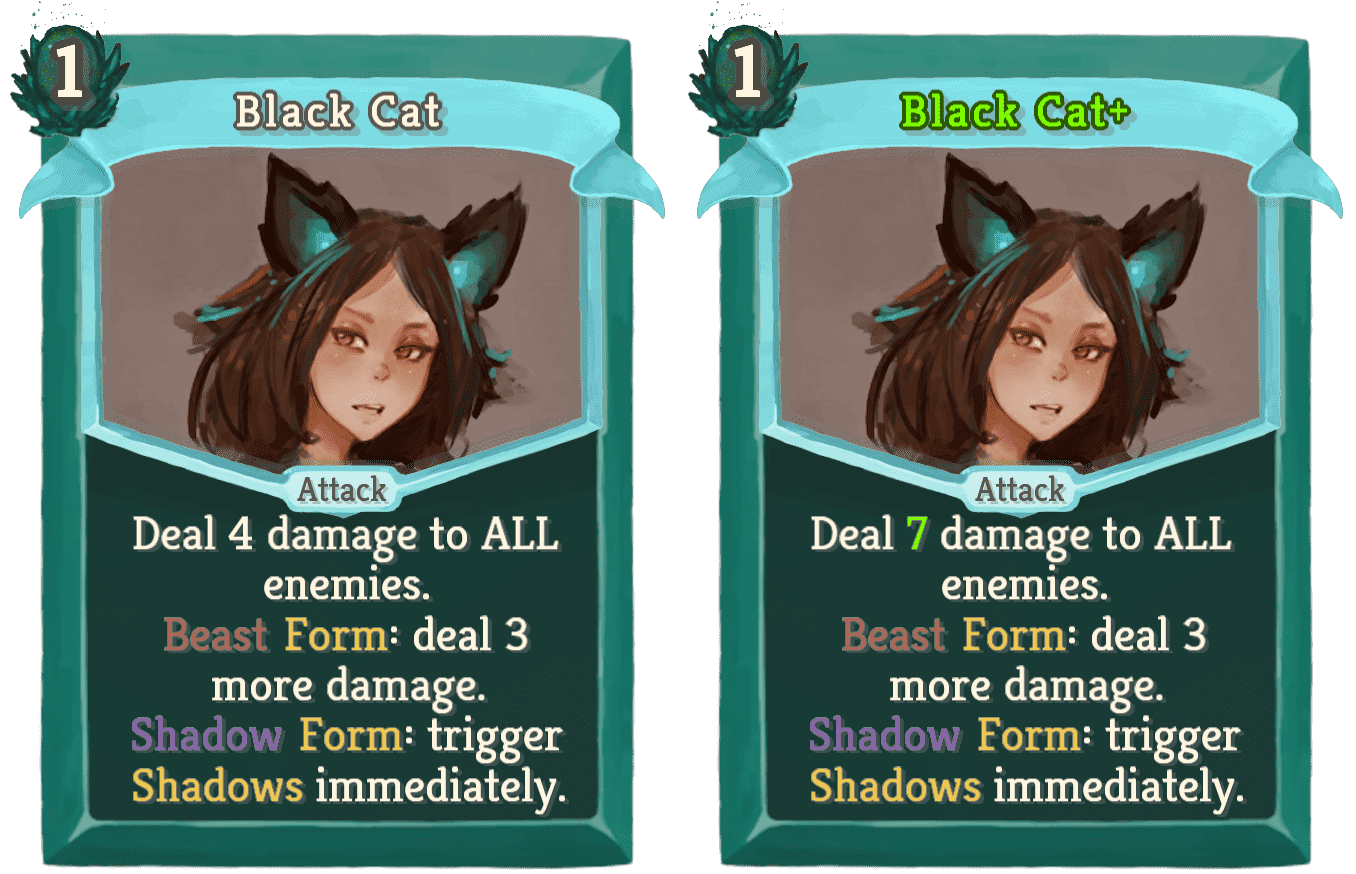 1
Black Cat
Attack
Deal 4 damage to ALL
enemies.
Beast Form: deal 3
more damage.
Shadow Form: trigger
Shadows immediately.
1
Black Cat+
Attack
Deal 7 damage to ALL
enemies.
Beast Form: deal 3
more damage.
Shadow Form: trigger
Shadows immediately.